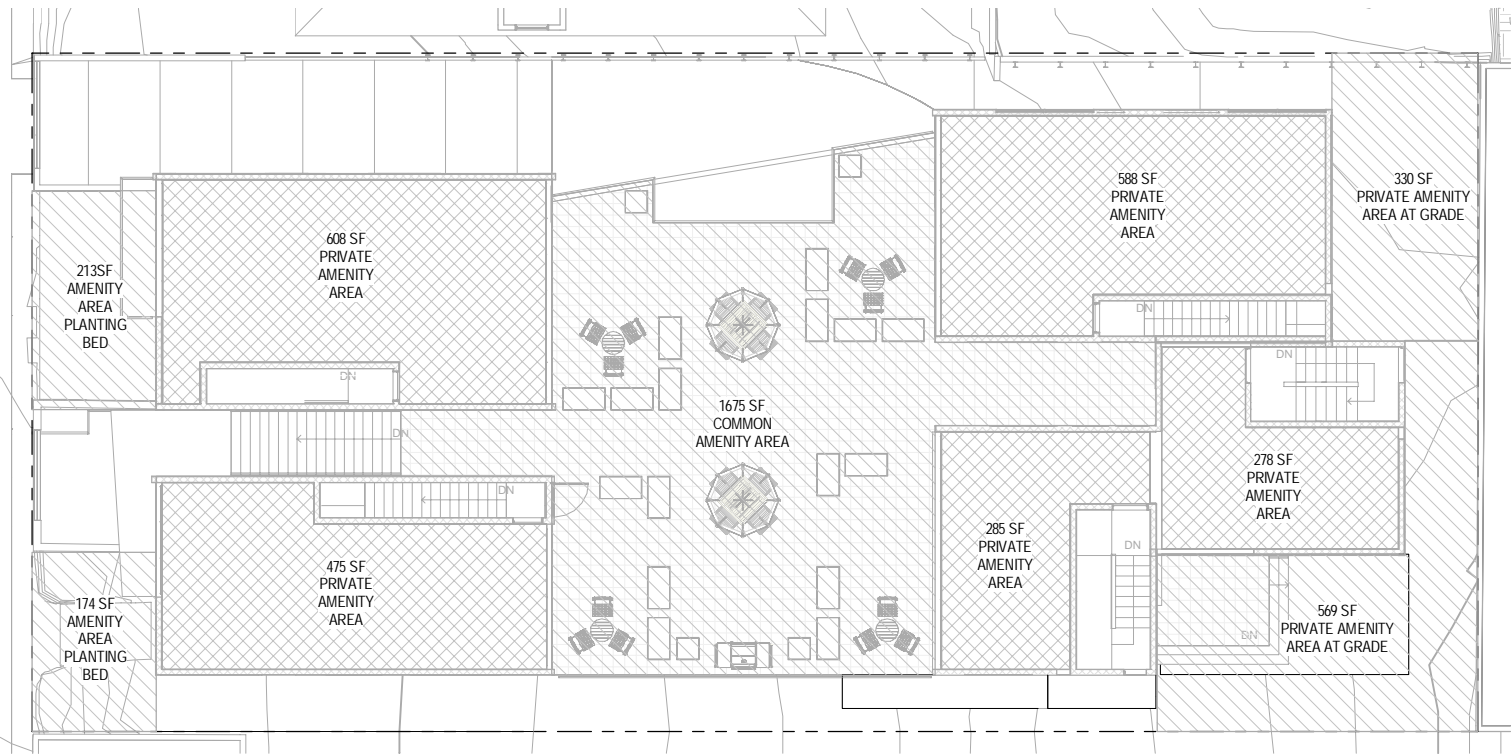 588 SF
PRIVATE
AMENITY
AREA
330 SF
PRIVATE AMENITY
AREA AT GRADE
608 SF
PRIVATE
AMENITY
AREA
213SF
AMENITY
AREA
PLANTING
BED
DN
DN
DN
1675 SF
COMMON
AMENITY AREA
DN
278 SF
PRIVATE
AMENITY
AREA
DN
285 SF
PRIVATE
AMENITY
AREA
DN
475 SF
PRIVATE
AMENITY
AREA
174 SF
AMENITY
AREA
PLANTING
BED
569 SF
PRIVATE AMENITY
AREA AT GRADE
DN